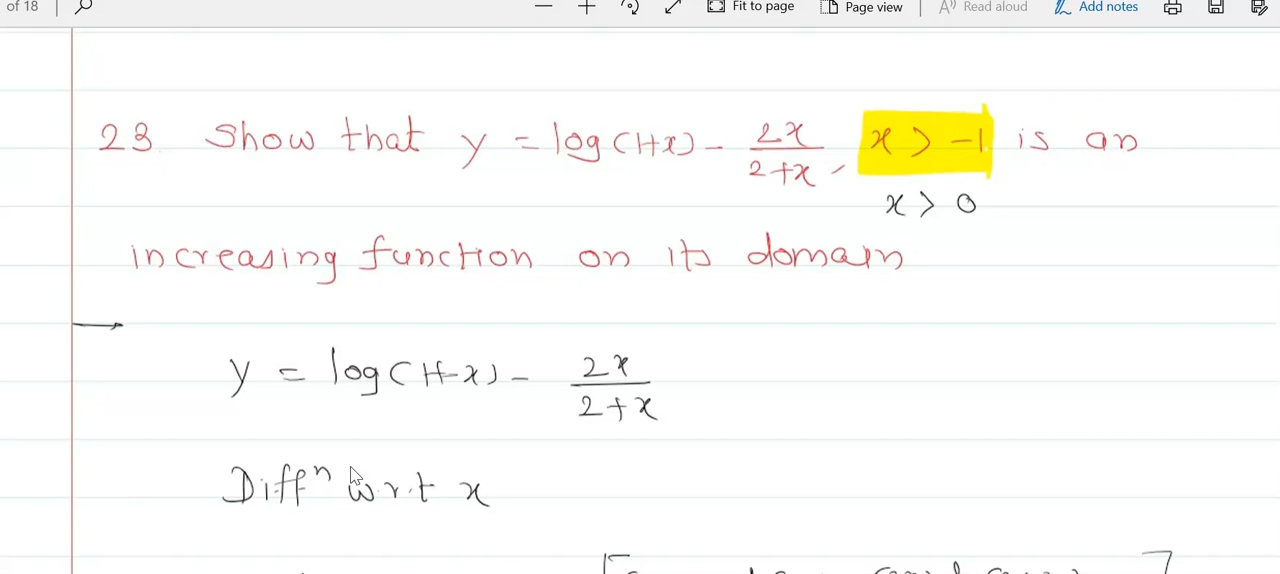 of 18 Fit to page Page view Read aloud Add notes
23. Show that y = log(1+x) - 2x/2+x, x > -1 is an
x > 0
increasing function on its domain
y = log(1+x) - 2x/2+x
Diffⁿ w.r.t x